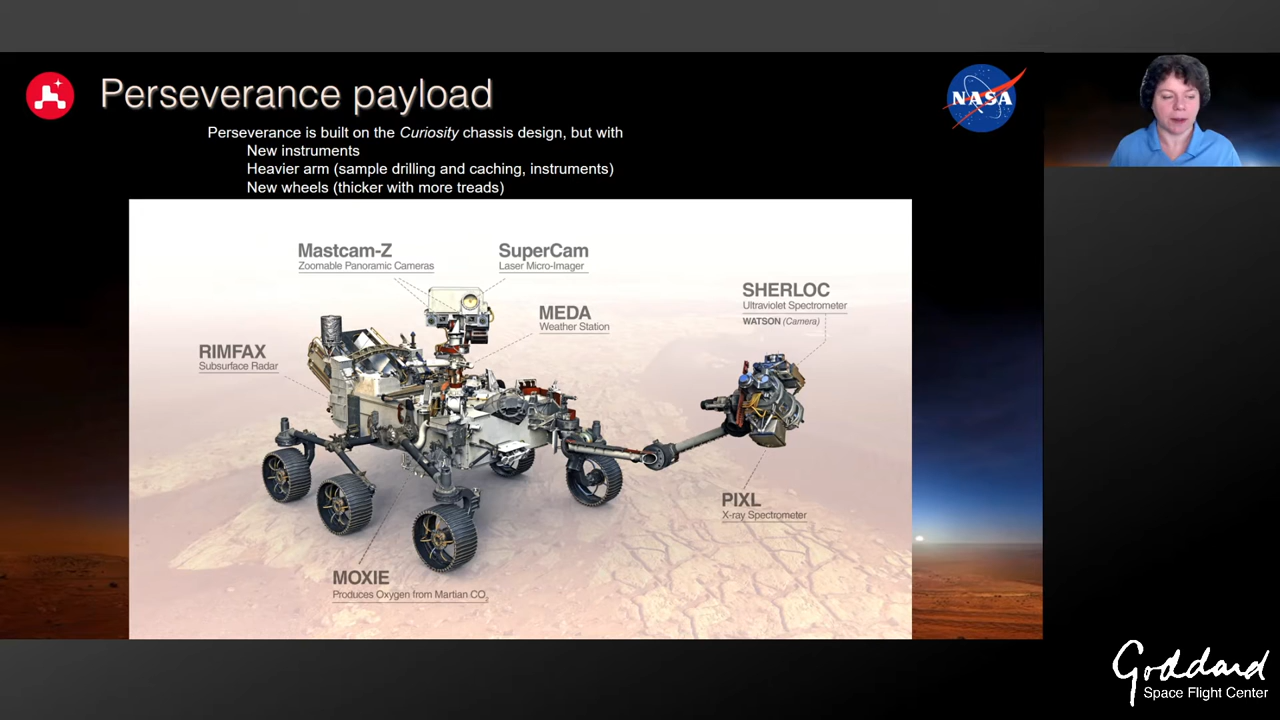 Perseverance payload
NASA
Perseverance is built on the Curiosity chassis design, but with
New instruments
Heavier arm (sample drilling and caching, instruments)
New wheels (thicker with more treads)
Mastcam-Z
Zoomable Panoramic Cameras
SuperCam
Laser Micro-Imager
SHERLOC
Ultraviolet Spectrometer
WATSON (Camera)
MEDA
Weather Station
RIMFAX
Subsurface Radar
PIXL
X-ray Spectrometer
MOXIE
Produces Oxygen from Martian CO₂
Goddard
Space Flight Center